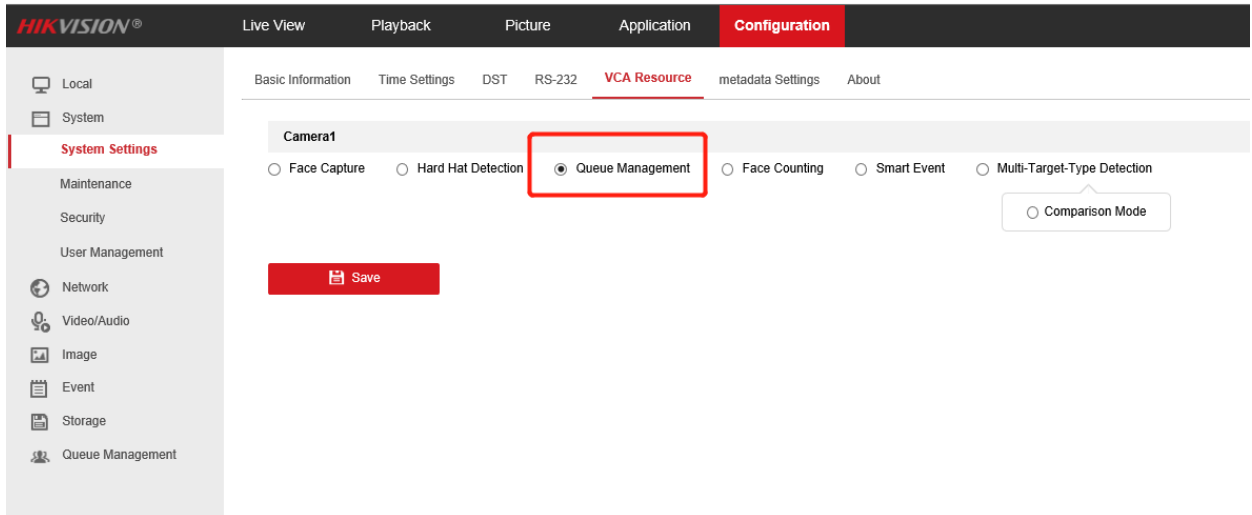 HIKVISION® Live View Playback Picture Application Configuration
Local
System
System Settings
Maintenance
Security
User Management
Network
Video/Audio
Image
Event
Storage
Queue Management
Basic Information Time Settings DST RS-232 VCA Resource metadata Settings About
Camera1
Face Capture Hard Hat Detection Queue Management Face Counting Smart Event Multi-Target-Type Detection
Comparison Mode
Save